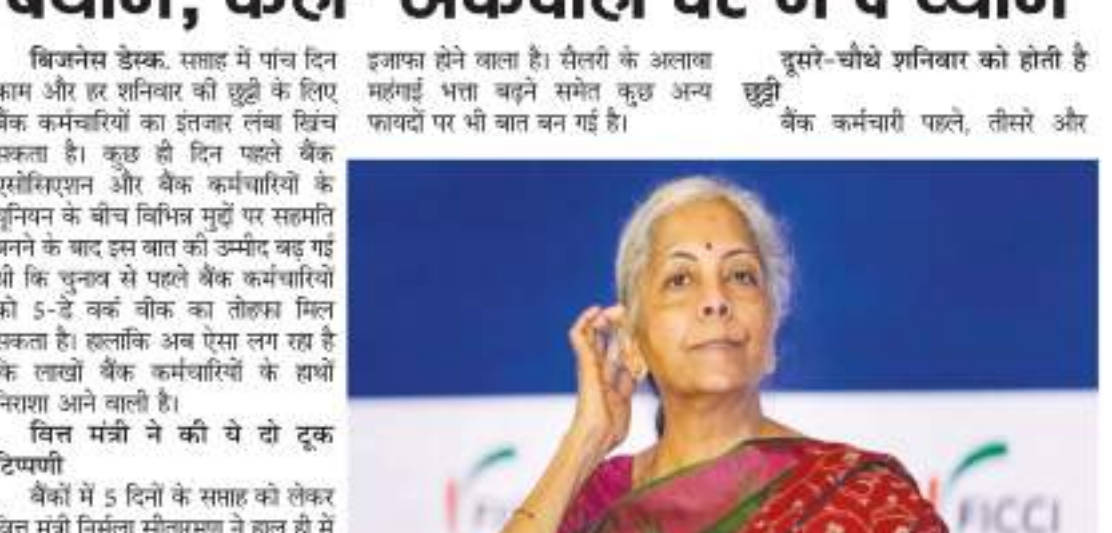 बिजनेस डेस्क. सप्ताह में पांच दिन
काम और हर शनिवार की छुट्टी के लिए
बैंक कर्मचारियों का इंतजार लंबा खिंच
सकता है। कुछ ही दिन पहले बैंक
एसोसिएशन और बैंक कर्मचारियों के
यूनियन के बीच विभिन्न मुद्दों पर सहमति
बनने के बाद इस बात की उम्मीद बढ़ गई
थी कि चुनाव से पहले बैंक कर्मचारियों
को 5-डे वर्क वीक का तोहफा मिल
सकता है। हालांकि अब ऐसा लग रहा है
कि लाखों बैंक कर्मचारियों के हाथों
निराशा आने वाली है।
वित्त मंत्री ने की ये दो टूक
टिप्पणी
बैंकों में 5 दिनों के सप्ताह को लेकर
वित्त मंत्री निर्मला सीतारमण ने हाल ही में
इजाफा होने वाला है। सैलरी के अलावा
महंगाई भत्ता बढ़ने समेत कुछ अन्य
फायदों पर भी बात बन गई है।
दूसरे-चौथे शनिवार को होती है
छुट्टी
बैंक कर्मचारी पहले, तीसरे और
FICCI